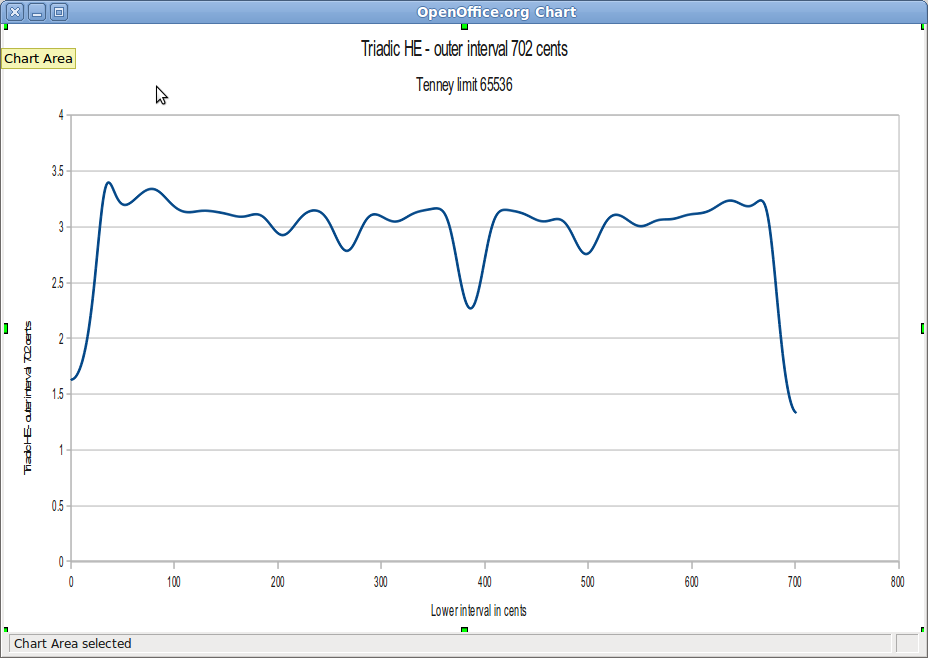 OpenOffice.org Chart
Triadic HE - outer interval 702 cents
Chart Area
Tenney limit 65536
4
3.5
3
2.5
2
1.5
1
0.5
0
Triadic HE - outer interval 702 cents
0 100 200 300 400 500 600 700 800
Lower interval in cents
Chart Area selected